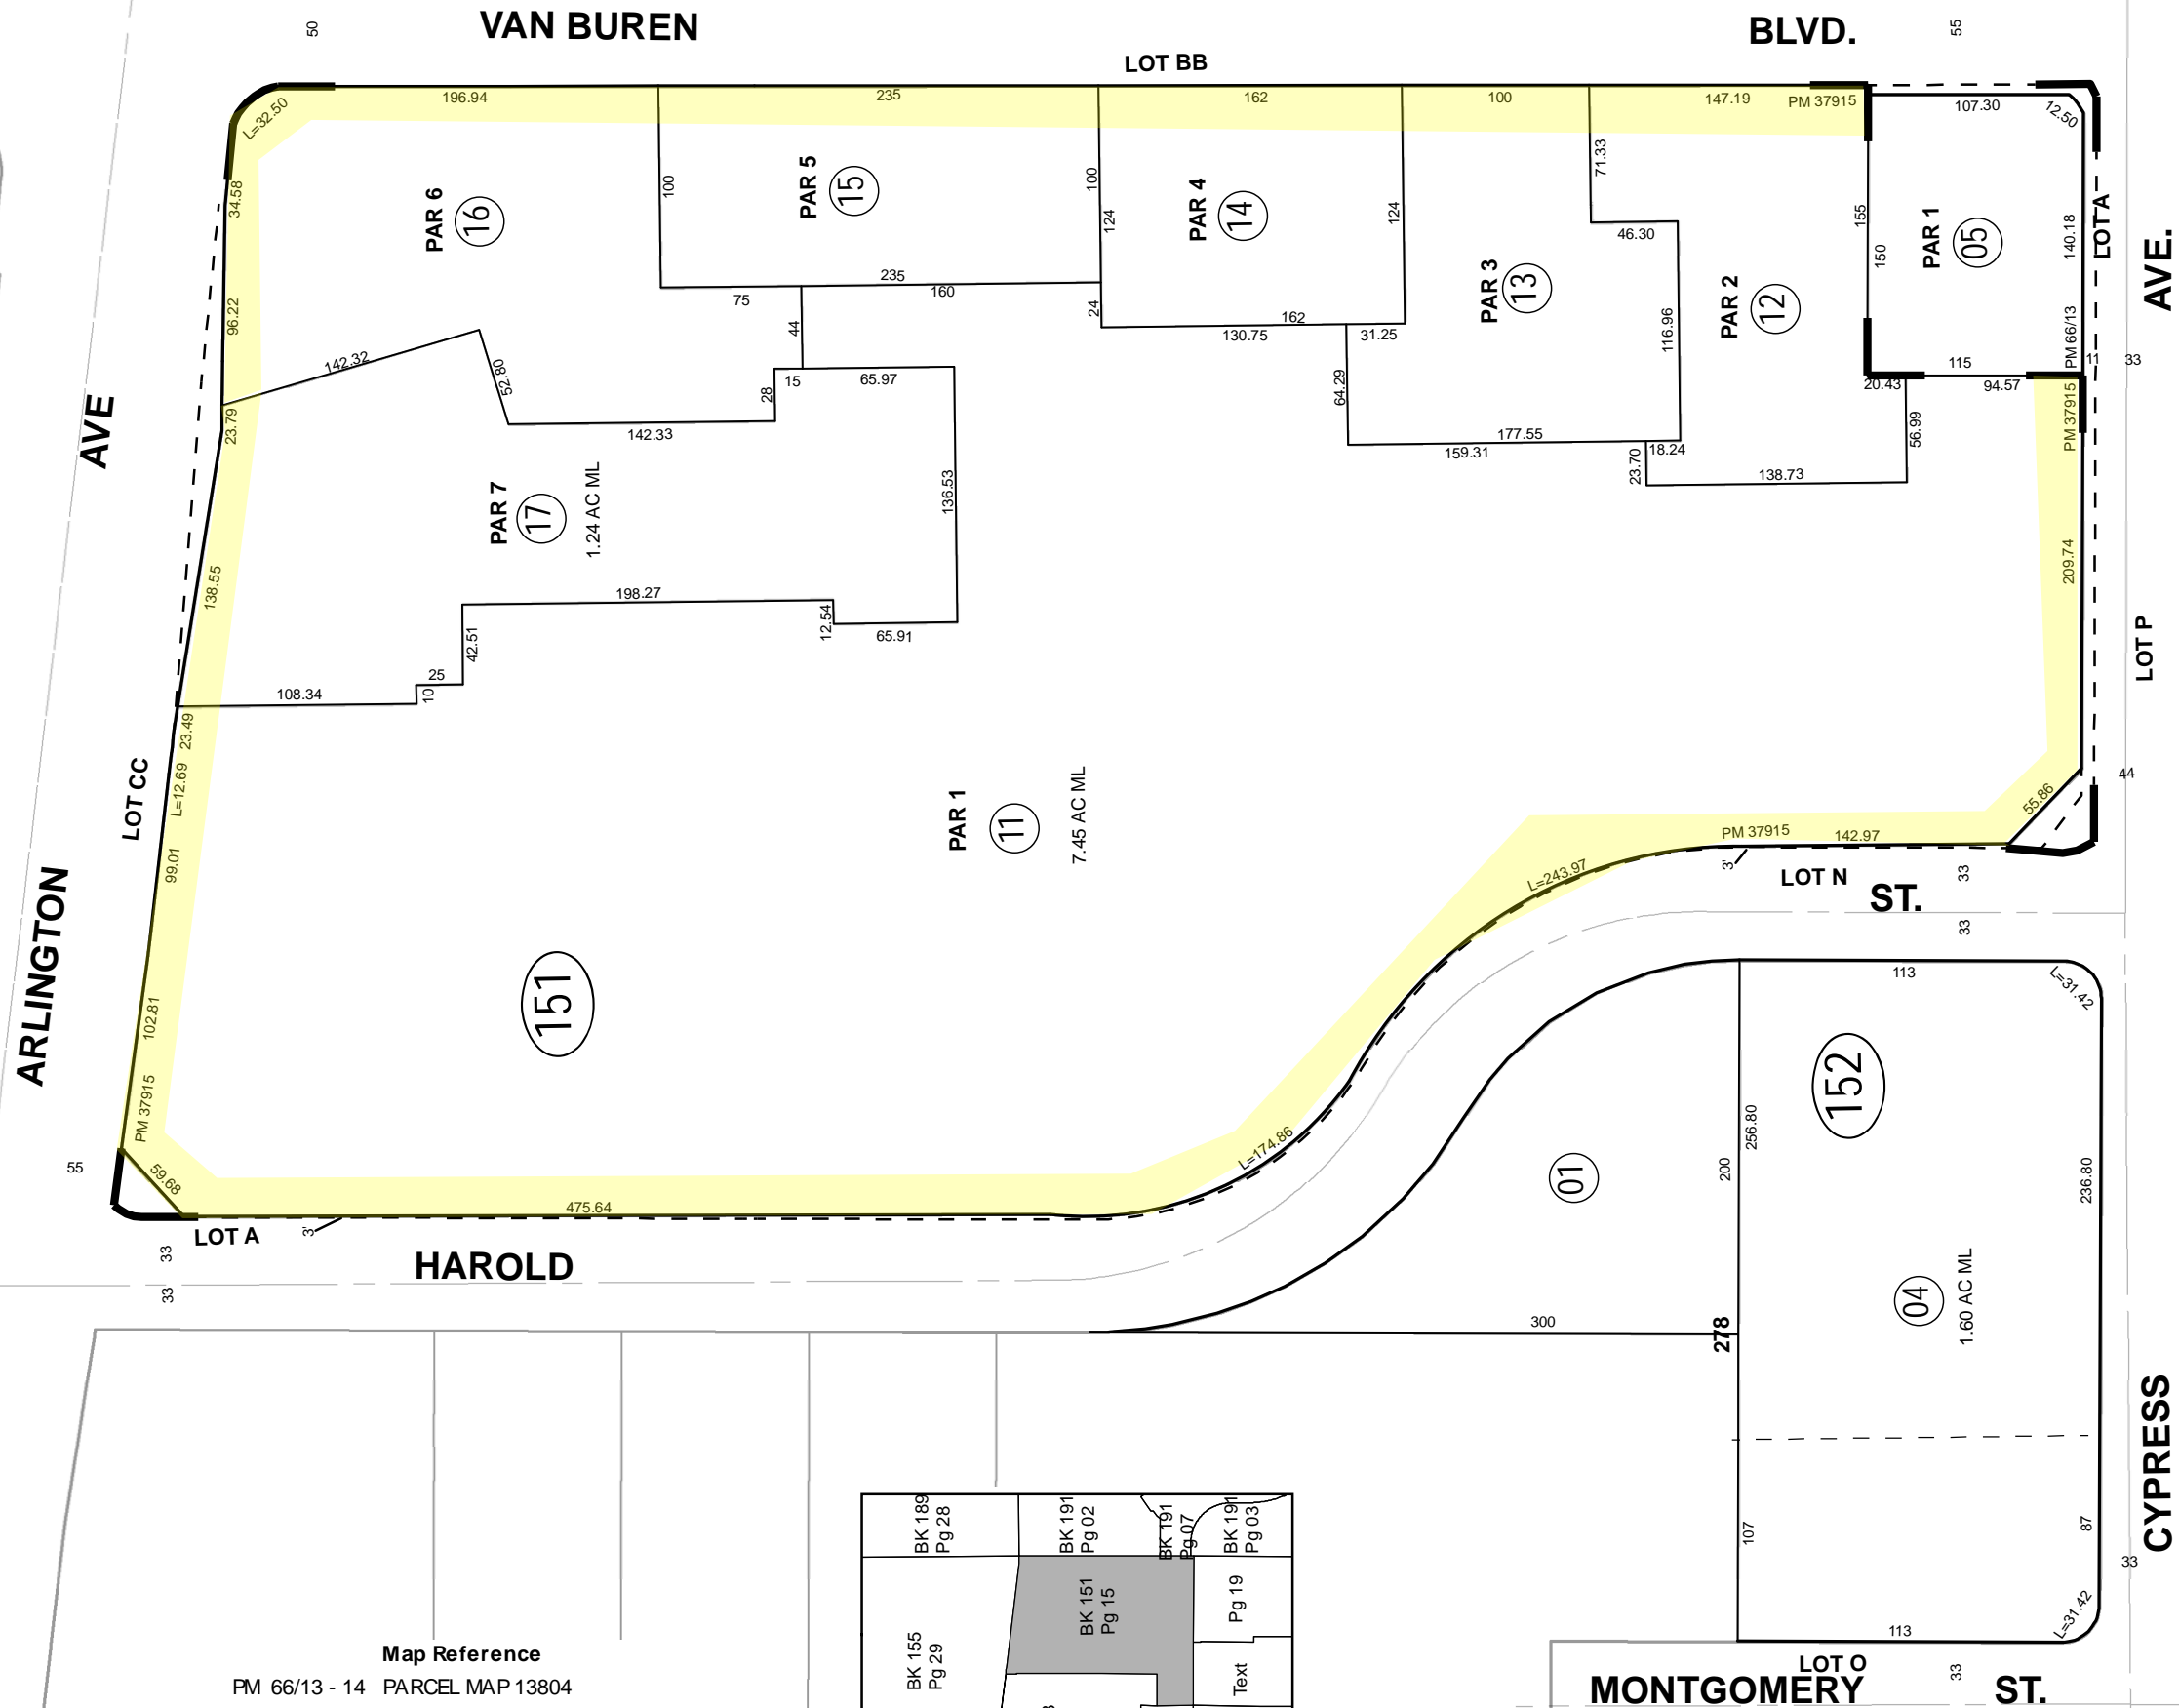 VAN BUREN
BLVD.
50
55
LOT BB
196.94
235
162
100
147.19
PM 37915
107.30
12.50
L=32.50
34.58
96.22
23.79
138.55
PAR 6
16
100
PAR 5
15
100
124
PAR 4
14
124
71.33
46.30
155
150
PAR 1
05
140.18
LOT A
AVE.
PM 66/13
11
33
235
75
160
44
24
162
130.75
31.25
PAR 3
13
116.96
PAR 2
12
115
20.43
94.57
PM 37915
56.99
142.32
52.80
28
15
65.97
142.33
64.29
177.55
159.31
18.24
23.70
138.73
AVE
PAR 7
17
1.24 AC ML
136.53
209.74
198.27
12.54
65.91
42.51
25
10
108.34
LOT P
23.49
L=12.69
LOT CC
99.01
PAR 1
11
7.45 AC ML
44
55.86
PM 37915
142.97
3'
L=243.97
LOT N
33
ST.
33
ARLINGTON
151
102.81
PM 37915
55
59.68
475.64
L=174.86
LOT A
3'
33
33
HAROLD
113
L=31.42
152
256.80
200
236.80
01
04
1.60 AC ML
300
278
107
87
CYPRESS
33
L=31.42
113
LOT O
33
MONTGOMERY
ST.
BK 189
Pg 28
BK 191
Pg 02
BK 191
Pg 07
BK 191
Pg 03
BK 151
Pg 15
Pg 19
BK 155
Pg 29
Text
Map Reference
PM 66/13 - 14 PARCEL MAP 13804